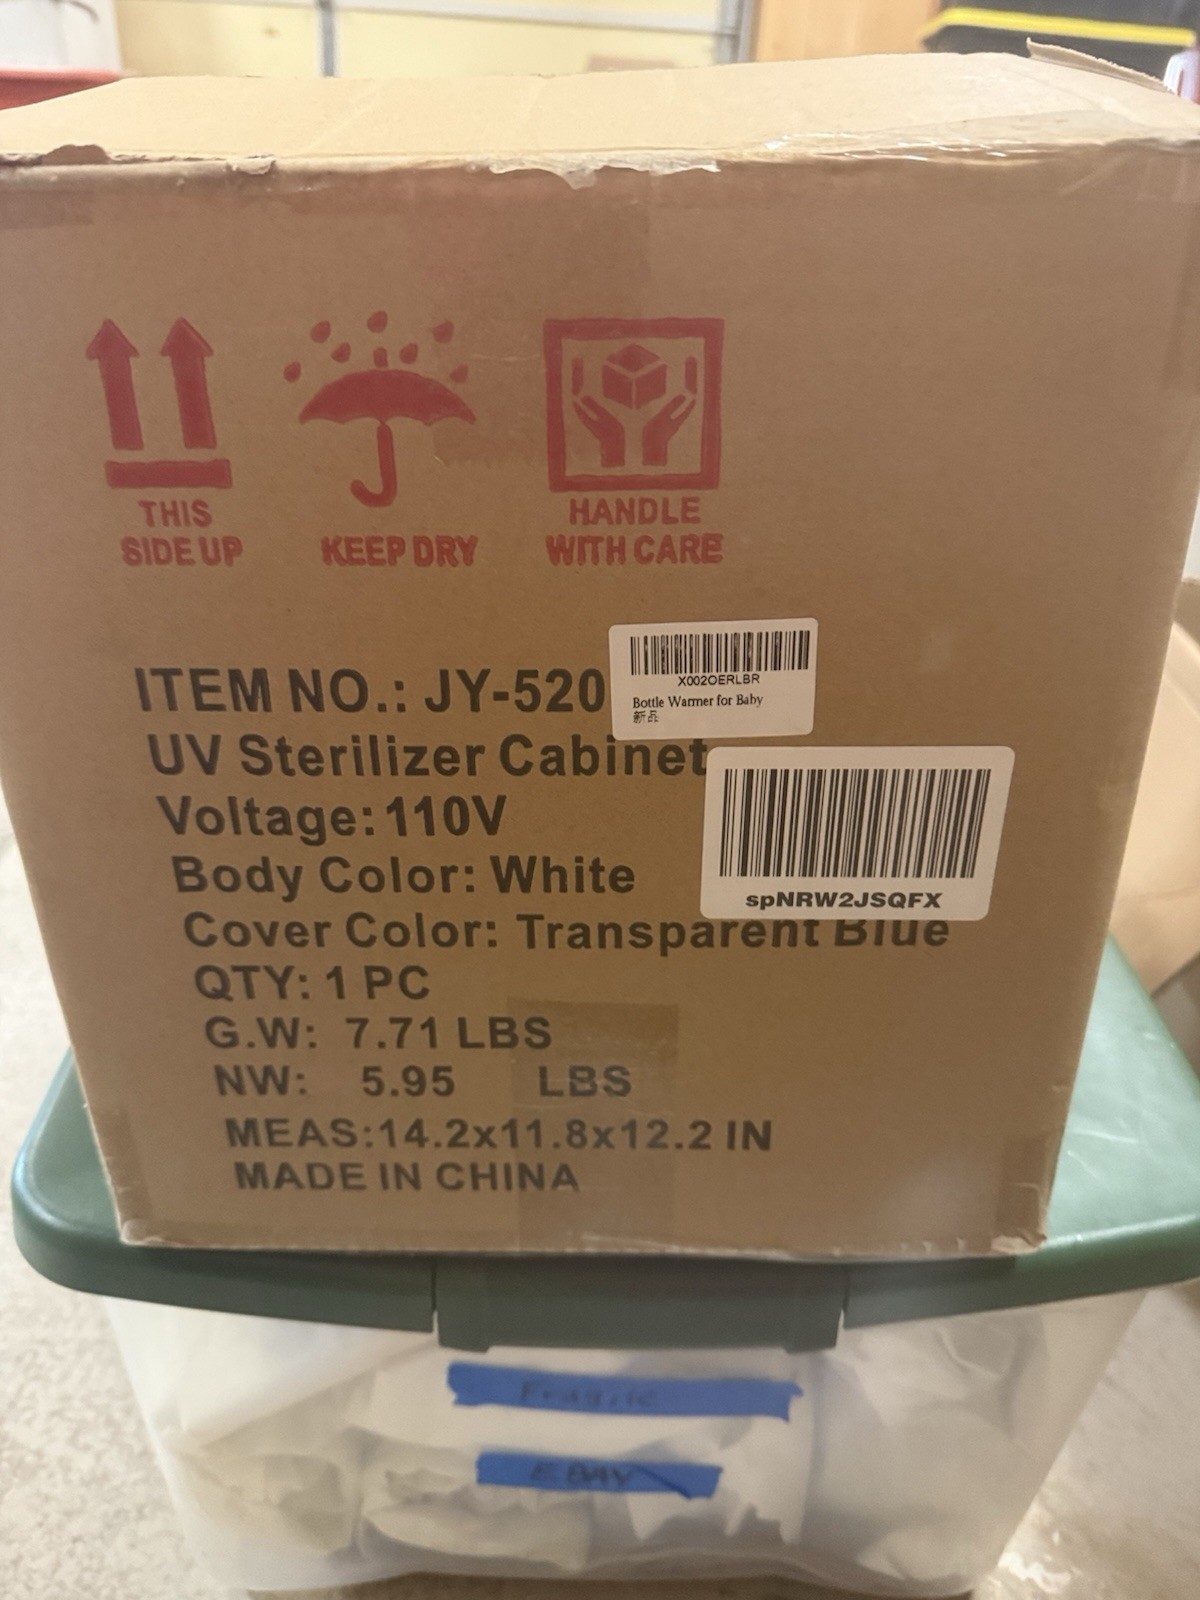 THIS
SIDE UP
KEEP DRY
HANDLE
WITH CARE
ITEM NO.: JY-520
X002OERLBR
Bottle Warmer for Baby
新品
UV Sterilizer Cabinet
Voltage: 110V
spNRW2JSQFX
Body Color: White
Cover Color: Transparent Blue
QTY: 1 PC
G.W: 7.71 LBS
NW: 5.95 LBS
MEAS:14.2x11.8x12.2 IN
MADE IN CHINA
Fragile
EBAY